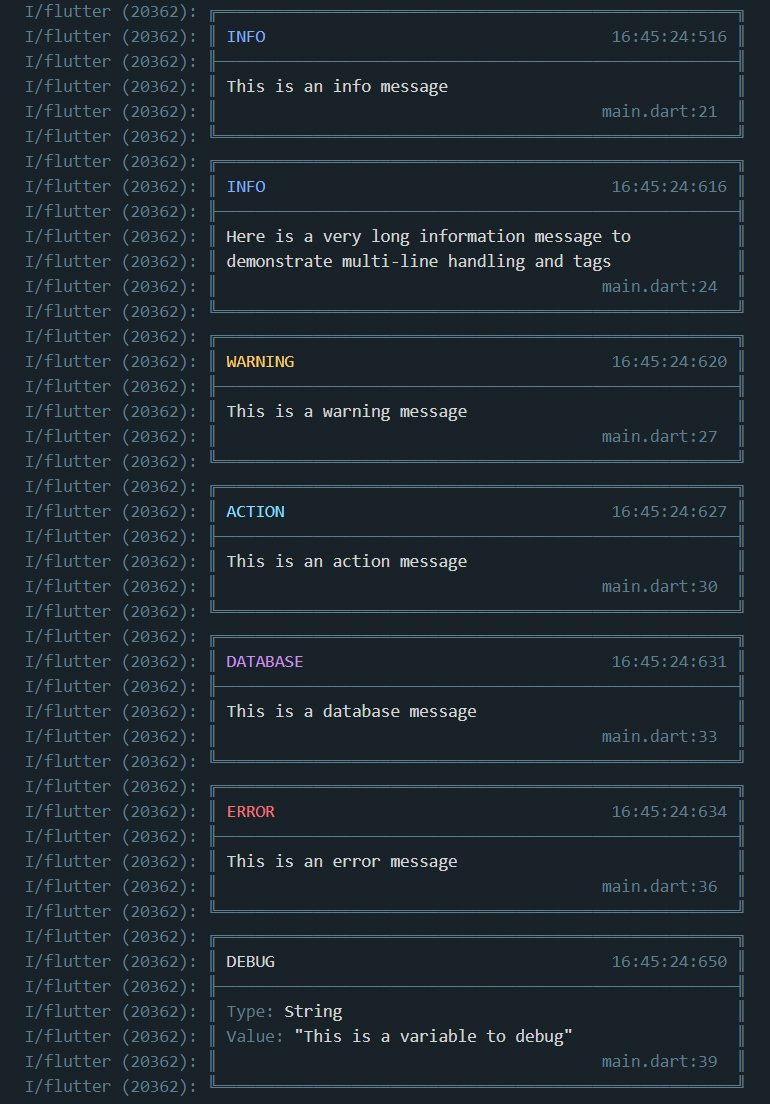 I/flutter (20362):
I/flutter (20362): INFO 16:45:24:516
I/flutter (20362):
I/flutter (20362): This is an info message
I/flutter (20362): main.dart:21
I/flutter (20362):
I/flutter (20362):
I/flutter (20362): INFO 16:45:24:616
I/flutter (20362):
I/flutter (20362): Here is a very long information message to
I/flutter (20362): demonstrate multi-line handling and tags
I/flutter (20362): main.dart:24
I/flutter (20362):
I/flutter (20362):
I/flutter (20362): WARNING 16:45:24:620
I/flutter (20362):
I/flutter (20362): This is a warning message
I/flutter (20362): main.dart:27
I/flutter (20362):
I/flutter (20362):
I/flutter (20362): ACTION 16:45:24:627
I/flutter (20362):
I/flutter (20362): This is an action message
I/flutter (20362): main.dart:30
I/flutter (20362):
I/flutter (20362):
I/flutter (20362): DATABASE 16:45:24:631
I/flutter (20362):
I/flutter (20362): This is a database message
I/flutter (20362): main.dart:33
I/flutter (20362):
I/flutter (20362):
I/flutter (20362): ERROR 16:45:24:634
I/flutter (20362):
I/flutter (20362): This is an error message
I/flutter (20362): main.dart:36
I/flutter (20362):
I/flutter (20362):
I/flutter (20362): DEBUG 16:45:24:650
I/flutter (20362):
I/flutter (20362): Type: String
I/flutter (20362): Value: "This is a variable to debug"
I/flutter (20362): main.dart:39
I/flutter (20362):